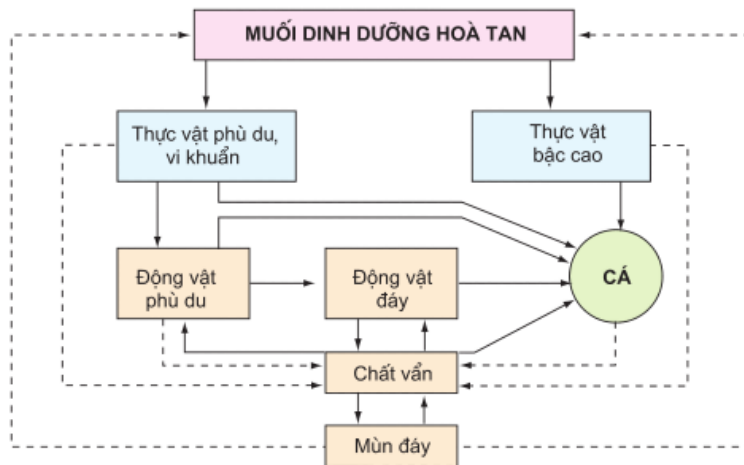 MUỐI DINH DƯỠNG HOÀ TAN
Thực vật phù du,
vi khuẩn
Thực vật
bậc cao
Động vật
phù du
Động vật
đáy
CÁ
Chất vẩn
Mùn đáy